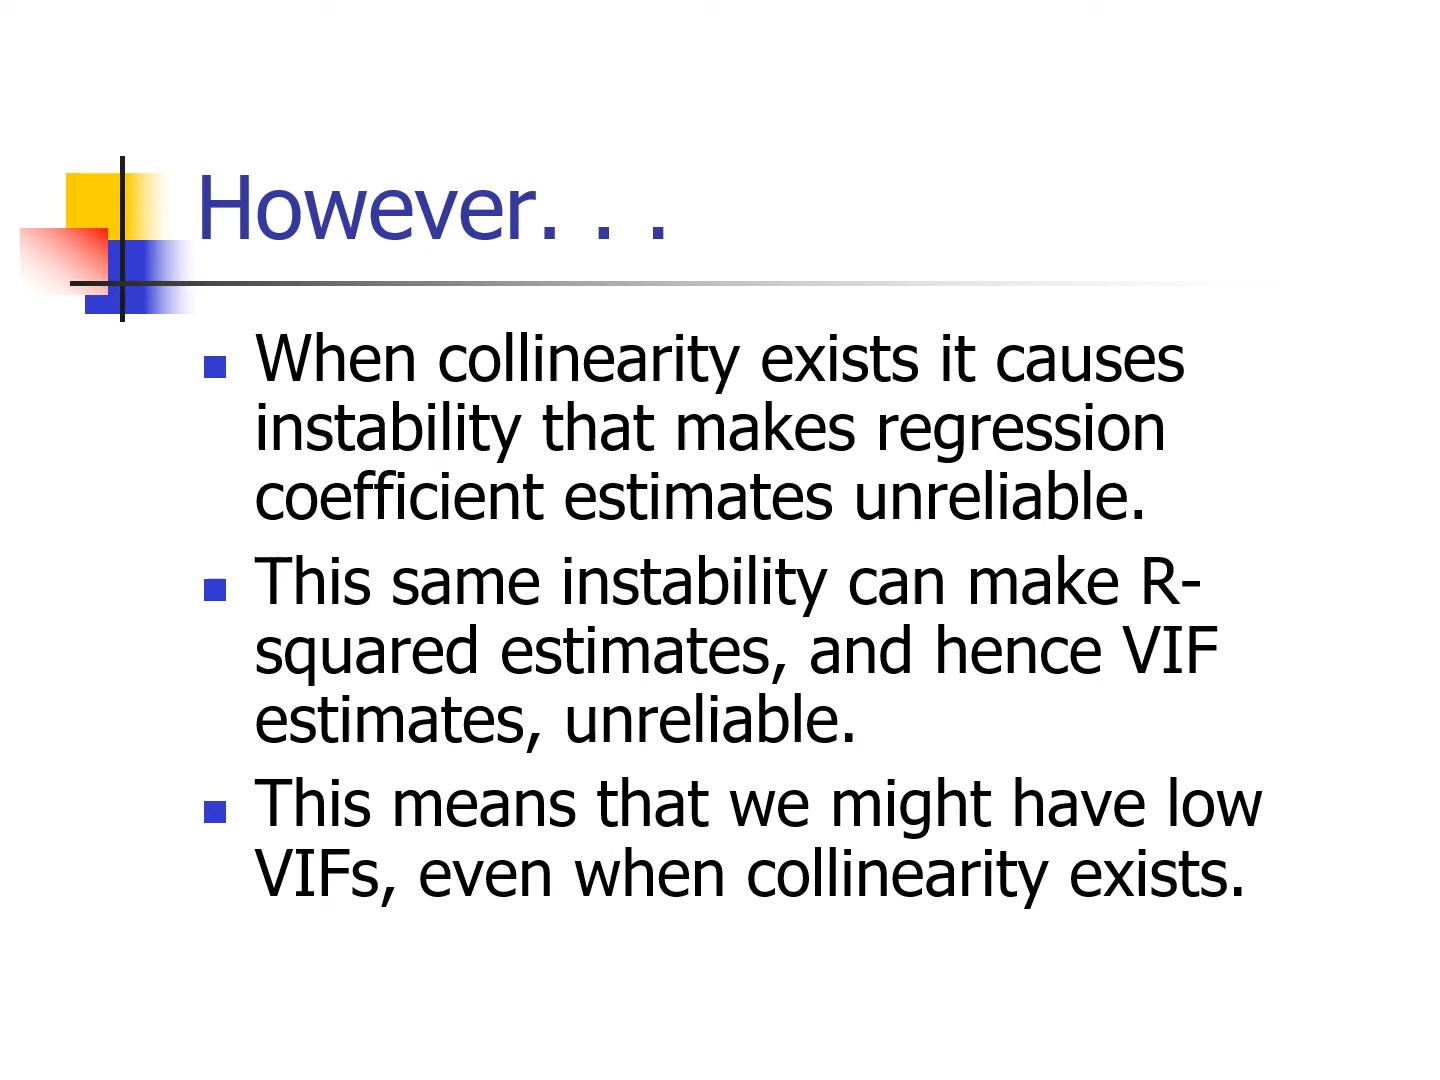 However. . .
When collinearity exists it causes
instability that makes regression
coefficient estimates unreliable.
This same instability can make R-
squared estimates, and hence VIF
estimates, unreliable.
This means that we might have low
VIFs, even when collinearity exists.